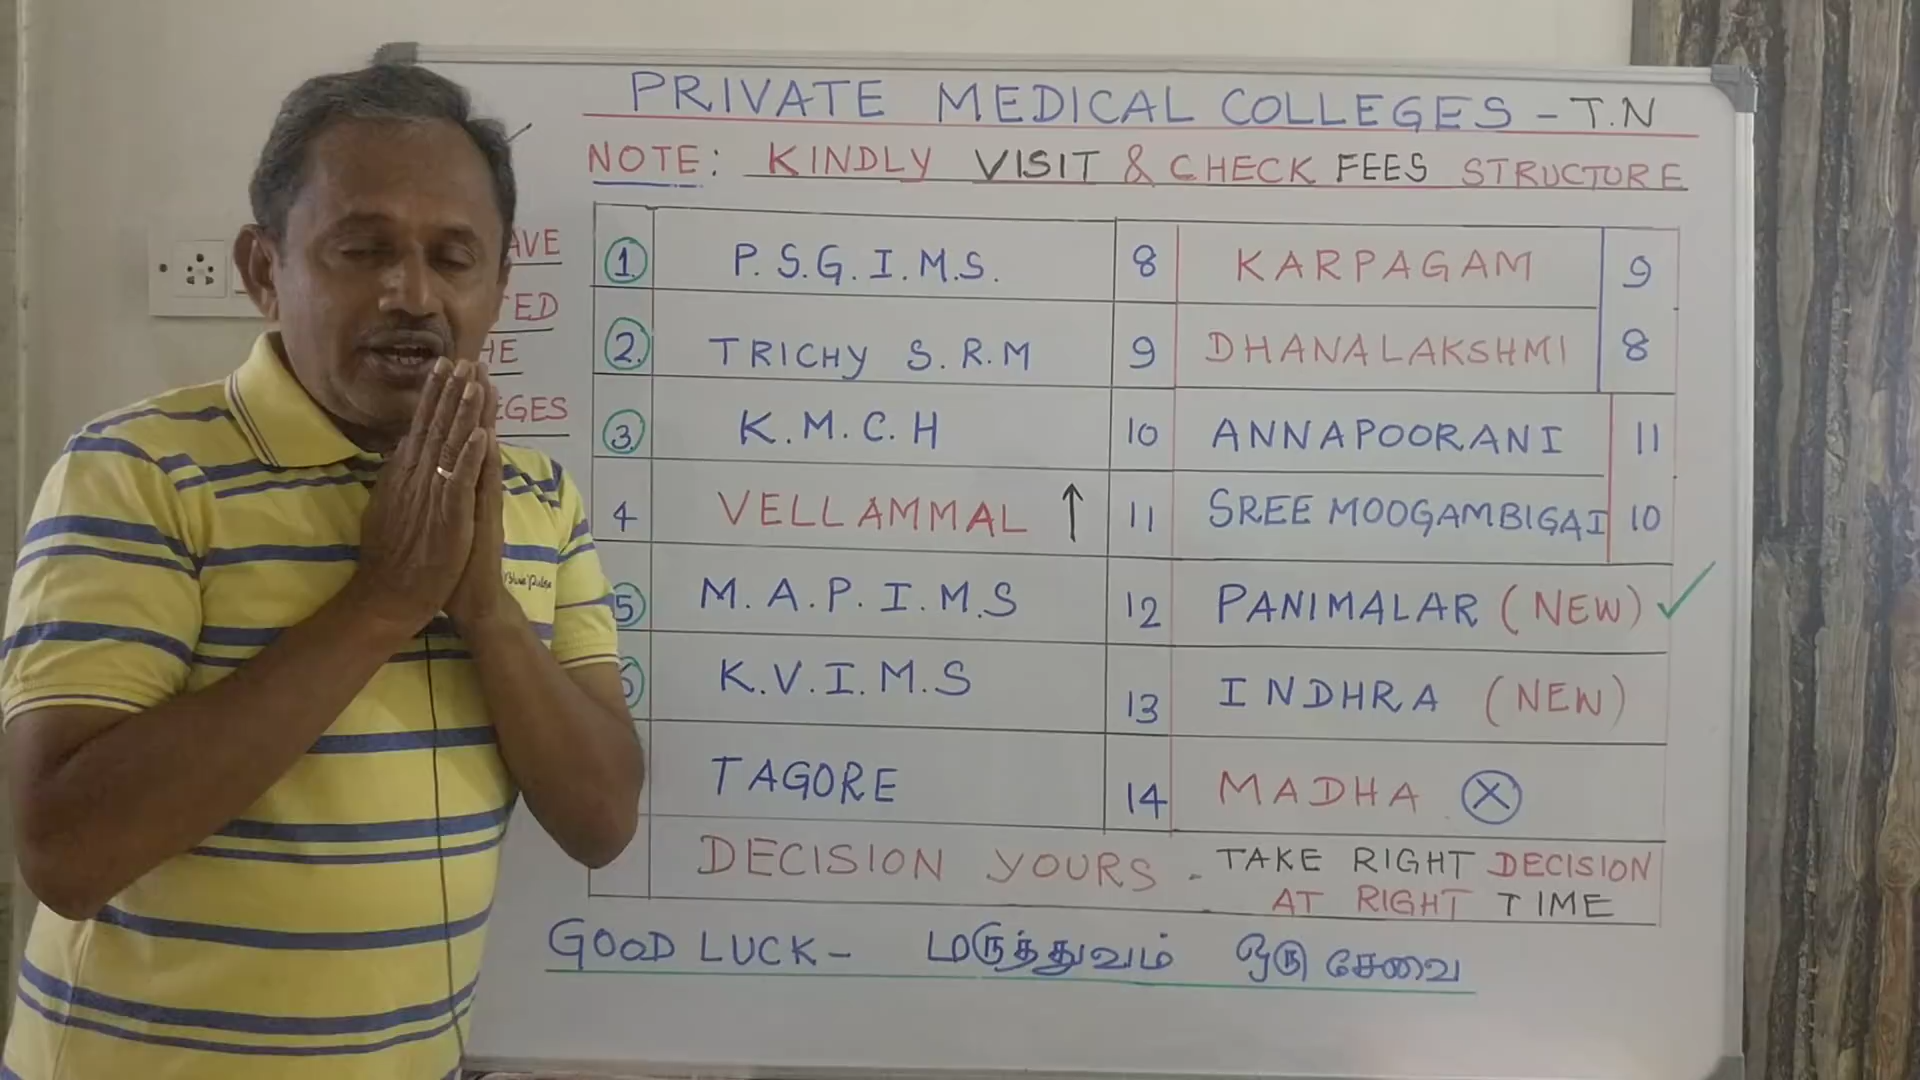 PRIVATE MEDICAL COLLEGES - T.N
NOTE: KINDLY VISIT & CHECK FEES STRUCTURE
1 P.S.G.I.M.S. 8 KARPAGAM 9
2 TRICHY S.R.M 9 DHANALAKSHMI 8
3 K.M.C.H 10 ANNAPOORANI 11
4 VELLAMMAL ↑ 11 SREE MOOGAMBIGAI 10
5 M.A.P.I.M.S 12 PANIMALAR (NEW) ✓
K.V.I.M.S 13 INDHRA (NEW)
TAGORE 14 MADHA ⓧ
DECISION YOURS - TAKE RIGHT DECISION
AT RIGHT TIME
GOOD LUCK - மருத்துவம் ஒரு சேவை